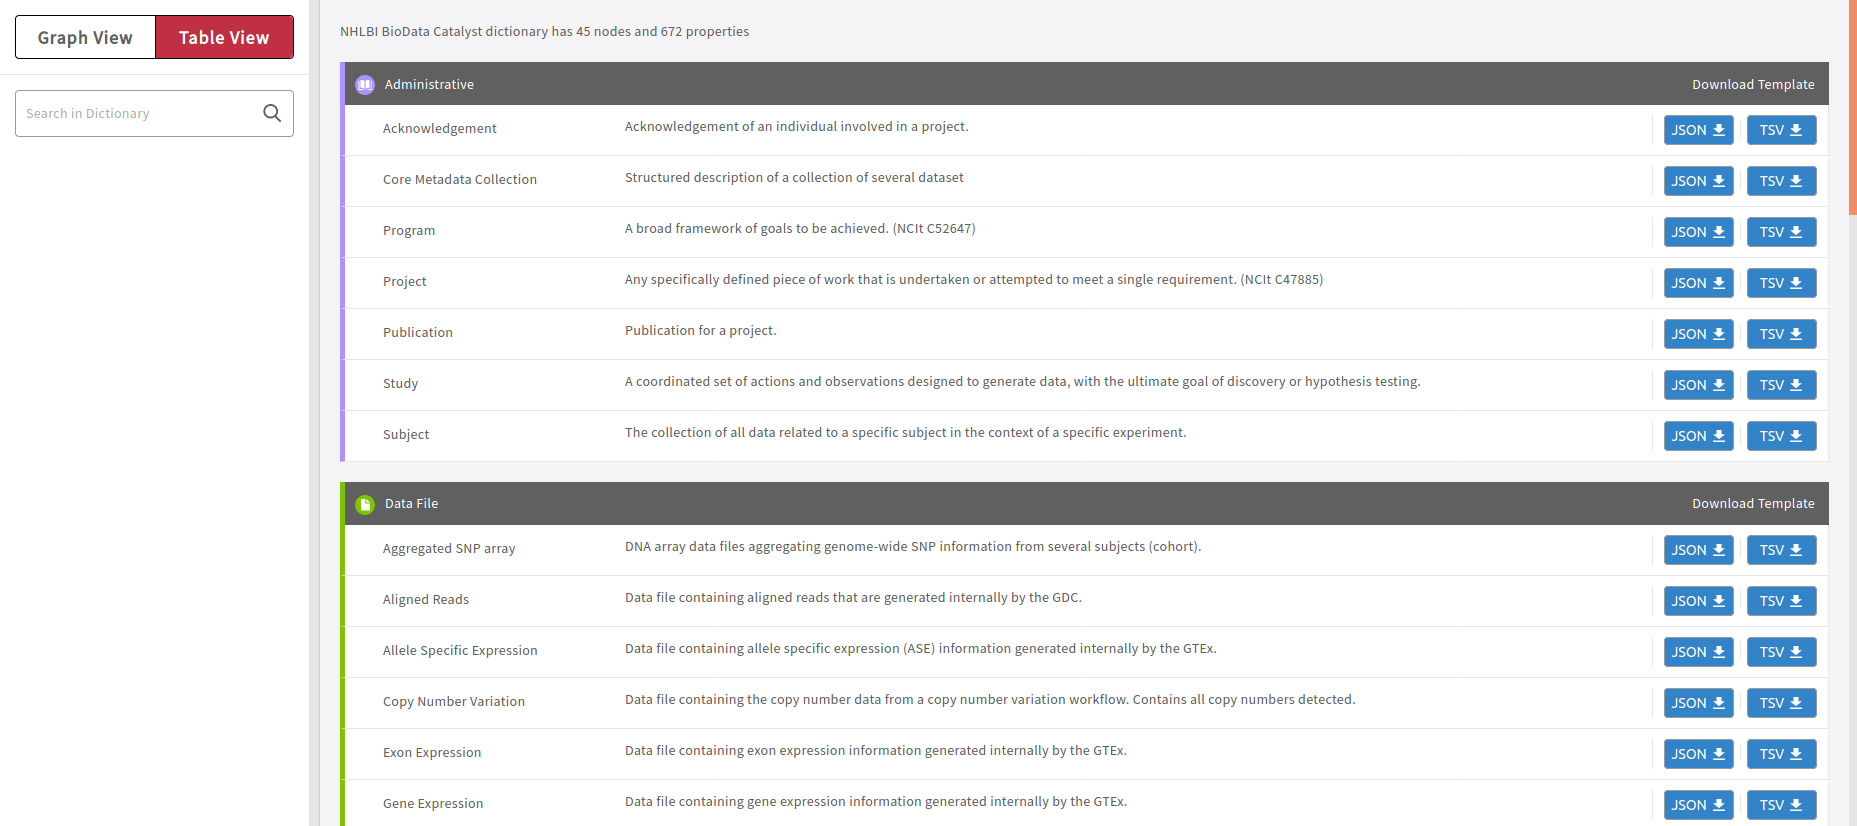 Graph View Table View
Search in Dictionary
NHLBI BioData Catalyst dictionary has 45 nodes and 672 properties
Administrative Download Template
Acknowledgement Acknowledgement of an individual involved in a project. JSON TSV
Core Metadata Collection Structured description of a collection of several dataset JSON TSV
Program A broad framework of goals to be achieved. (NCIt C52647) JSON TSV
Project Any specifically defined piece of work that is undertaken or attempted to meet a single requirement. (NCIt C47885) JSON TSV
Publication Publication for a project. JSON TSV
Study A coordinated set of actions and observations designed to generate data, with the ultimate goal of discovery or hypothesis testing. JSON TSV
Subject The collection of all data related to a specific subject in the context of a specific experiment. JSON TSV
Data File Download Template
Aggregated SNP array DNA array data files aggregating genome-wide SNP information from several subjects (cohort). JSON TSV
Aligned Reads Data file containing aligned reads that are generated internally by the GDC. JSON TSV
Allele Specific Expression Data file containing allele specific expression (ASE) information generated internally by the GTEx. JSON TSV
Copy Number Variation Data file containing the copy number data from a copy number variation workflow. Contains all copy numbers detected. JSON TSV
Exon Expression Data file containing exon expression information generated internally by the GTEx. JSON TSV
Gene Expression Data file containing gene expression information generated internally by the GTEx. JSON TSV